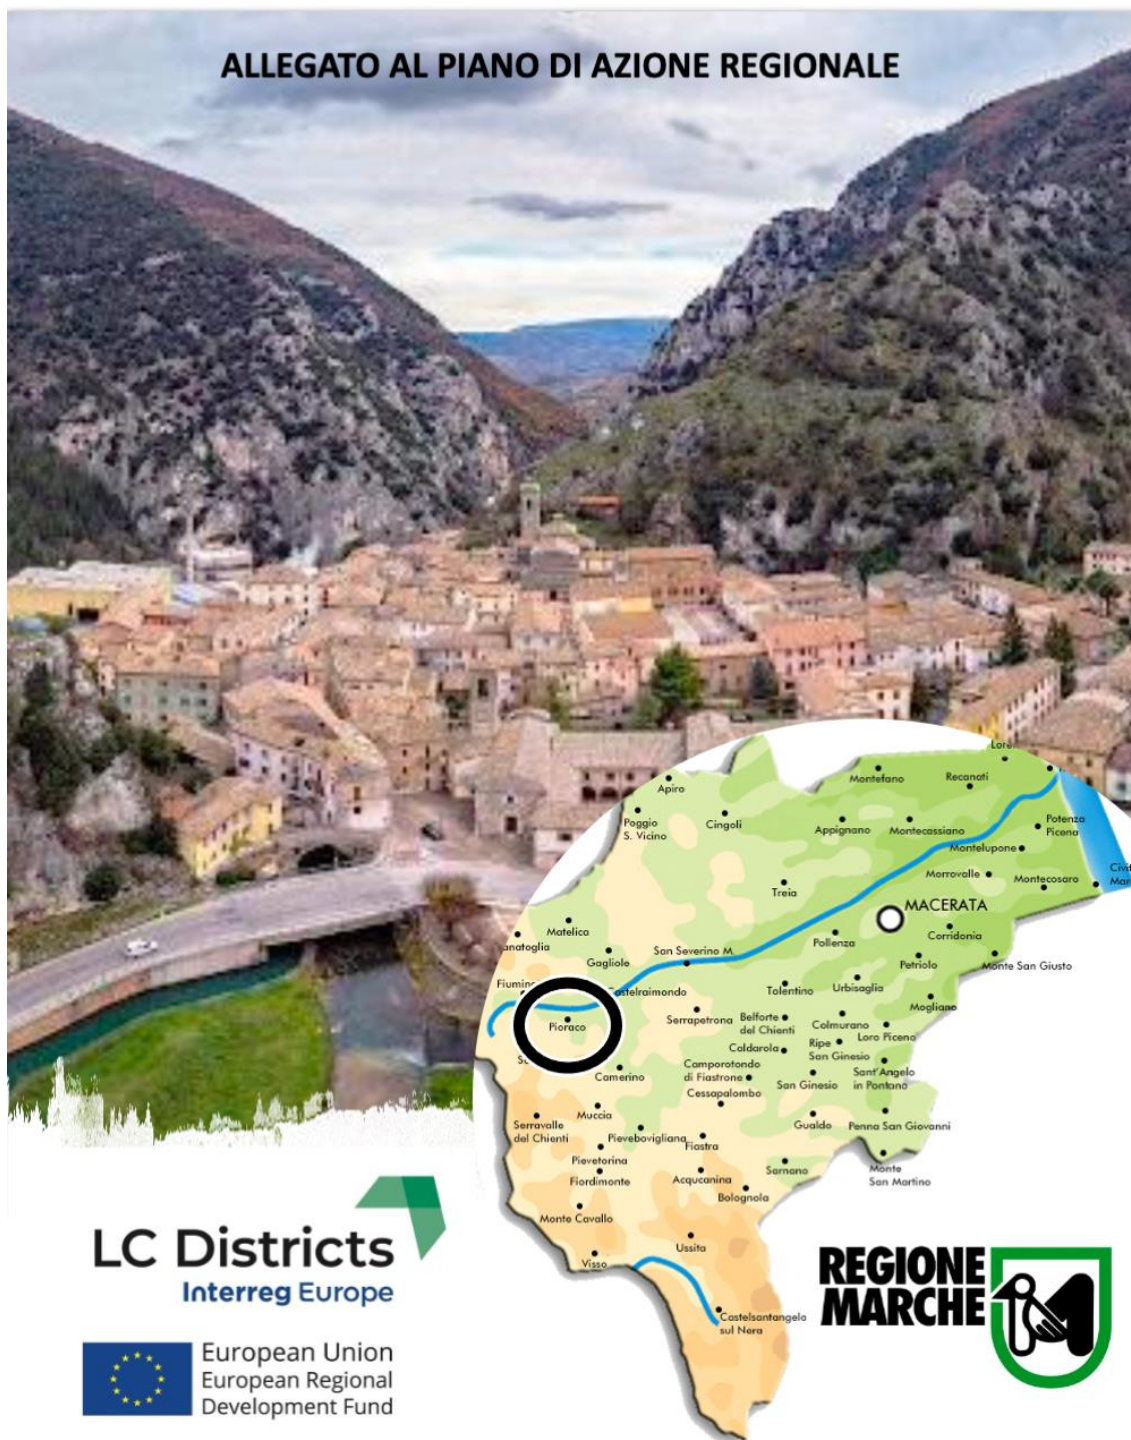 ALLEGATO AL PIANO DI AZIONE REGIONALE
Montefano
Recanati
Apiro
Poggio
S. Vicino
Cingoli
Appignano
Montecassiano
Potenza
Picena
Montelupone
Treia
Morrovalle
Montecosaro
MACERATA
Matelica
Pollenza
Corridonia
Gagliole
San Severino M.
Petriolo
Monte San Giusto
Castelraimondo
Tolentino
Urbisaglia
Mogliano
Pioraco
Serrapetrona
Belforte
del Chienti
Colmurano
Loro Piceno
Caldarola
Ripe
San Ginesio
Camerino
Camporotondo
di Fiastrone
San Ginesio
Sant'Angelo
in Pontano
Cessapalombo
Muccia
Serravalle
del Chienti
Gualdo
Penna San Giovanni
Pievebovigliana
Fiastra
Pievetorina
Sarnano
Monte
San Martino
Fiordimonte
Acqucanina
Bolognola
Monte Cavallo
Ussita
Visso
Castelsantangelo
sul Nera
LC Districts
Interreg Europe
European Union
European Regional
Development Fund
REGIONE
MARCHE